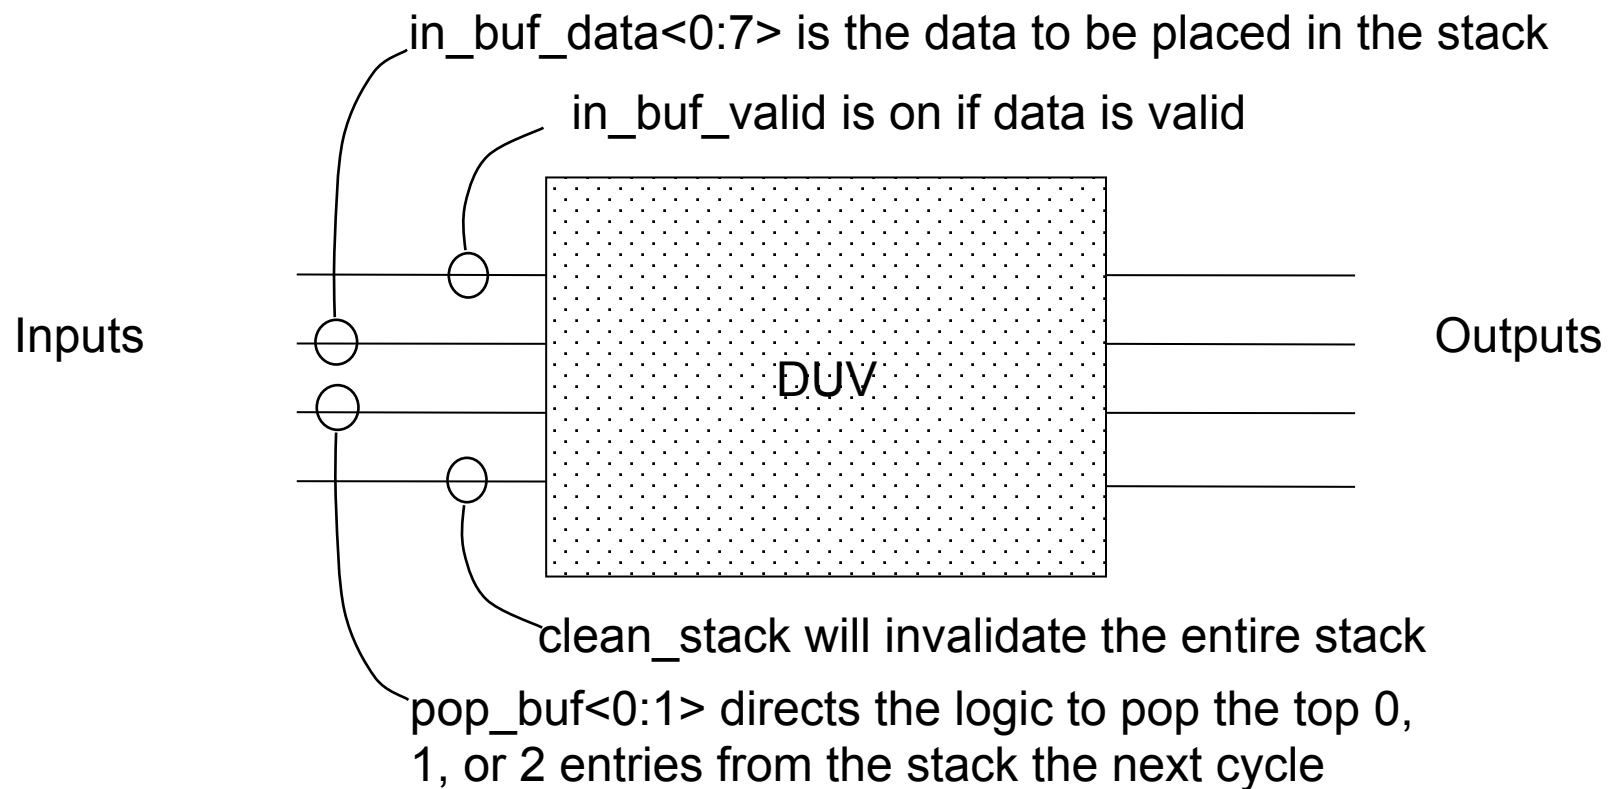 in_buf_data<0:7> is the data to be placed in the stack
in_buf_valid is on if data is valid
Inputs
DUV
Outputs
clean_stack will invalidate the entire stack
pop_buf<0:1> directs the logic to pop the top 0,
1, or 2 entries from the stack the next cycle